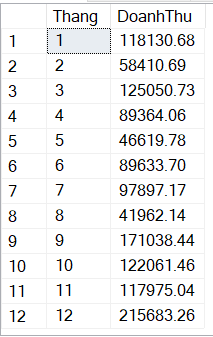 Thang DoanhThu
1 1 118130.68
2 2 58410.69
3 3 125050.73
4 4 89364.06
5 5 46619.78
6 6 89633.70
7 7 97897.17
8 8 41962.14
9 9 171038.44
10 10 122061.46
11 11 117975.04
12 12 215683.26